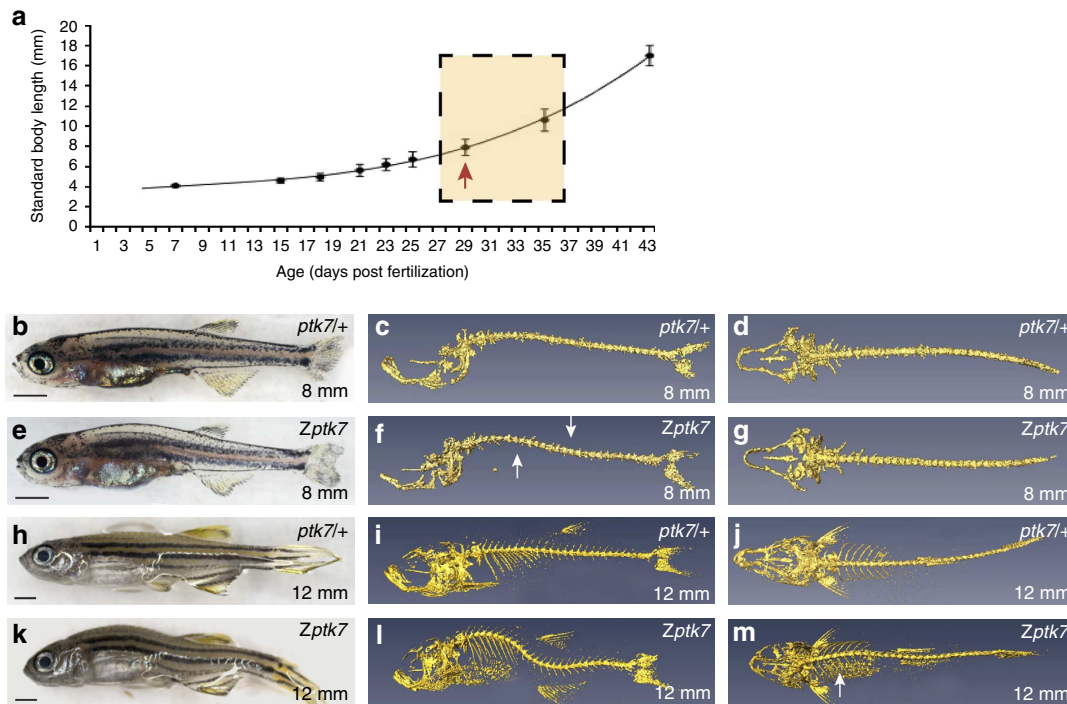 a
Standard body length (mm)
20
18
16
14
12
10
8
6
4
2
0
1 3 5 7 9 11 13 15 17 19 21 23 25 27 29 31 33 35 37 39 41 43
Age (days post fertilization)
b ptk7/+ 8 mm
c ptk7/+ 8 mm
d ptk7/+ 8 mm
e Zptk7 8 mm
f Zptk7 8 mm
g Zptk7 8 mm
h ptk7/+ 12 mm
i ptk7/+ 12 mm
j ptk7/+ 12 mm
k Zptk7 12 mm
l Zptk7 12 mm
m Zptk7 12 mm